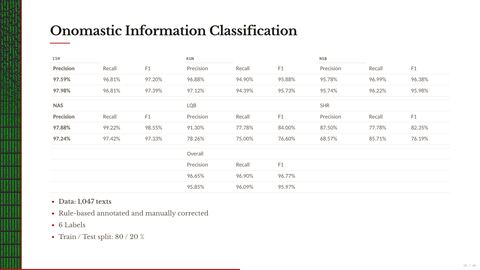 Onomastic Information Classification
ISM KUN NSB
Precision Recall F1 Precision Recall F1 Precision Recall F1
97.59% 96.81% 97.20% 96.88% 94.90% 95.88% 95.78% 96.99% 96.38%
97.98% 96.81% 97.39% 97.12% 94.39% 95.73% 95.74% 96.22% 95.98%
NAS LQB SHR
Precision Recall F1 Precision Recall F1 Precision Recall F1
97.88% 99.22% 98.55% 91.30% 77.78% 84.00% 87.50% 77.78% 82.35%
97.24% 97.42% 97.33% 78.26% 75.00% 76.60% 68.57% 85.71% 76.19%
Overall
Precision Recall F1
96.65% 96.90% 96.77%
95.85% 96.09% 95.97%
• Data: 1,047 texts
• Rule-based annotated and manually corrected
• 6 Labels
• Train / Test split: 80 / 20 %